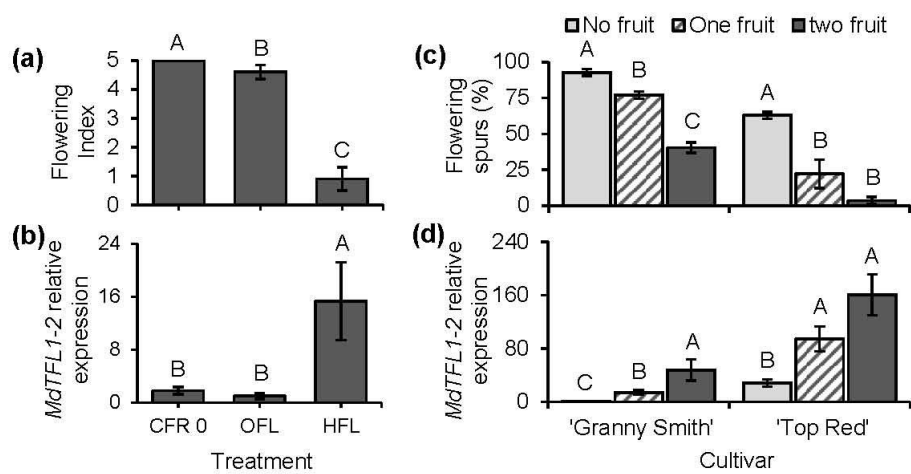 No fruit One fruit two fruit
(a)
Flowering
Index
5
4
3
2
1
0
A
B
C
(c)
Flowering
spurs (%)
100
75
50
25
0
A
B
C
A
B
B
(b)
MdTFL1-2 relative
expression
24
16
8
0
B
B
A
CFR 0 OFL HFL
Treatment
(d)
MdTFL1-2 relative
expression
240
160
80
0
C
B
A
B
A
A
'Granny Smith' 'Top Red'
Cultivar